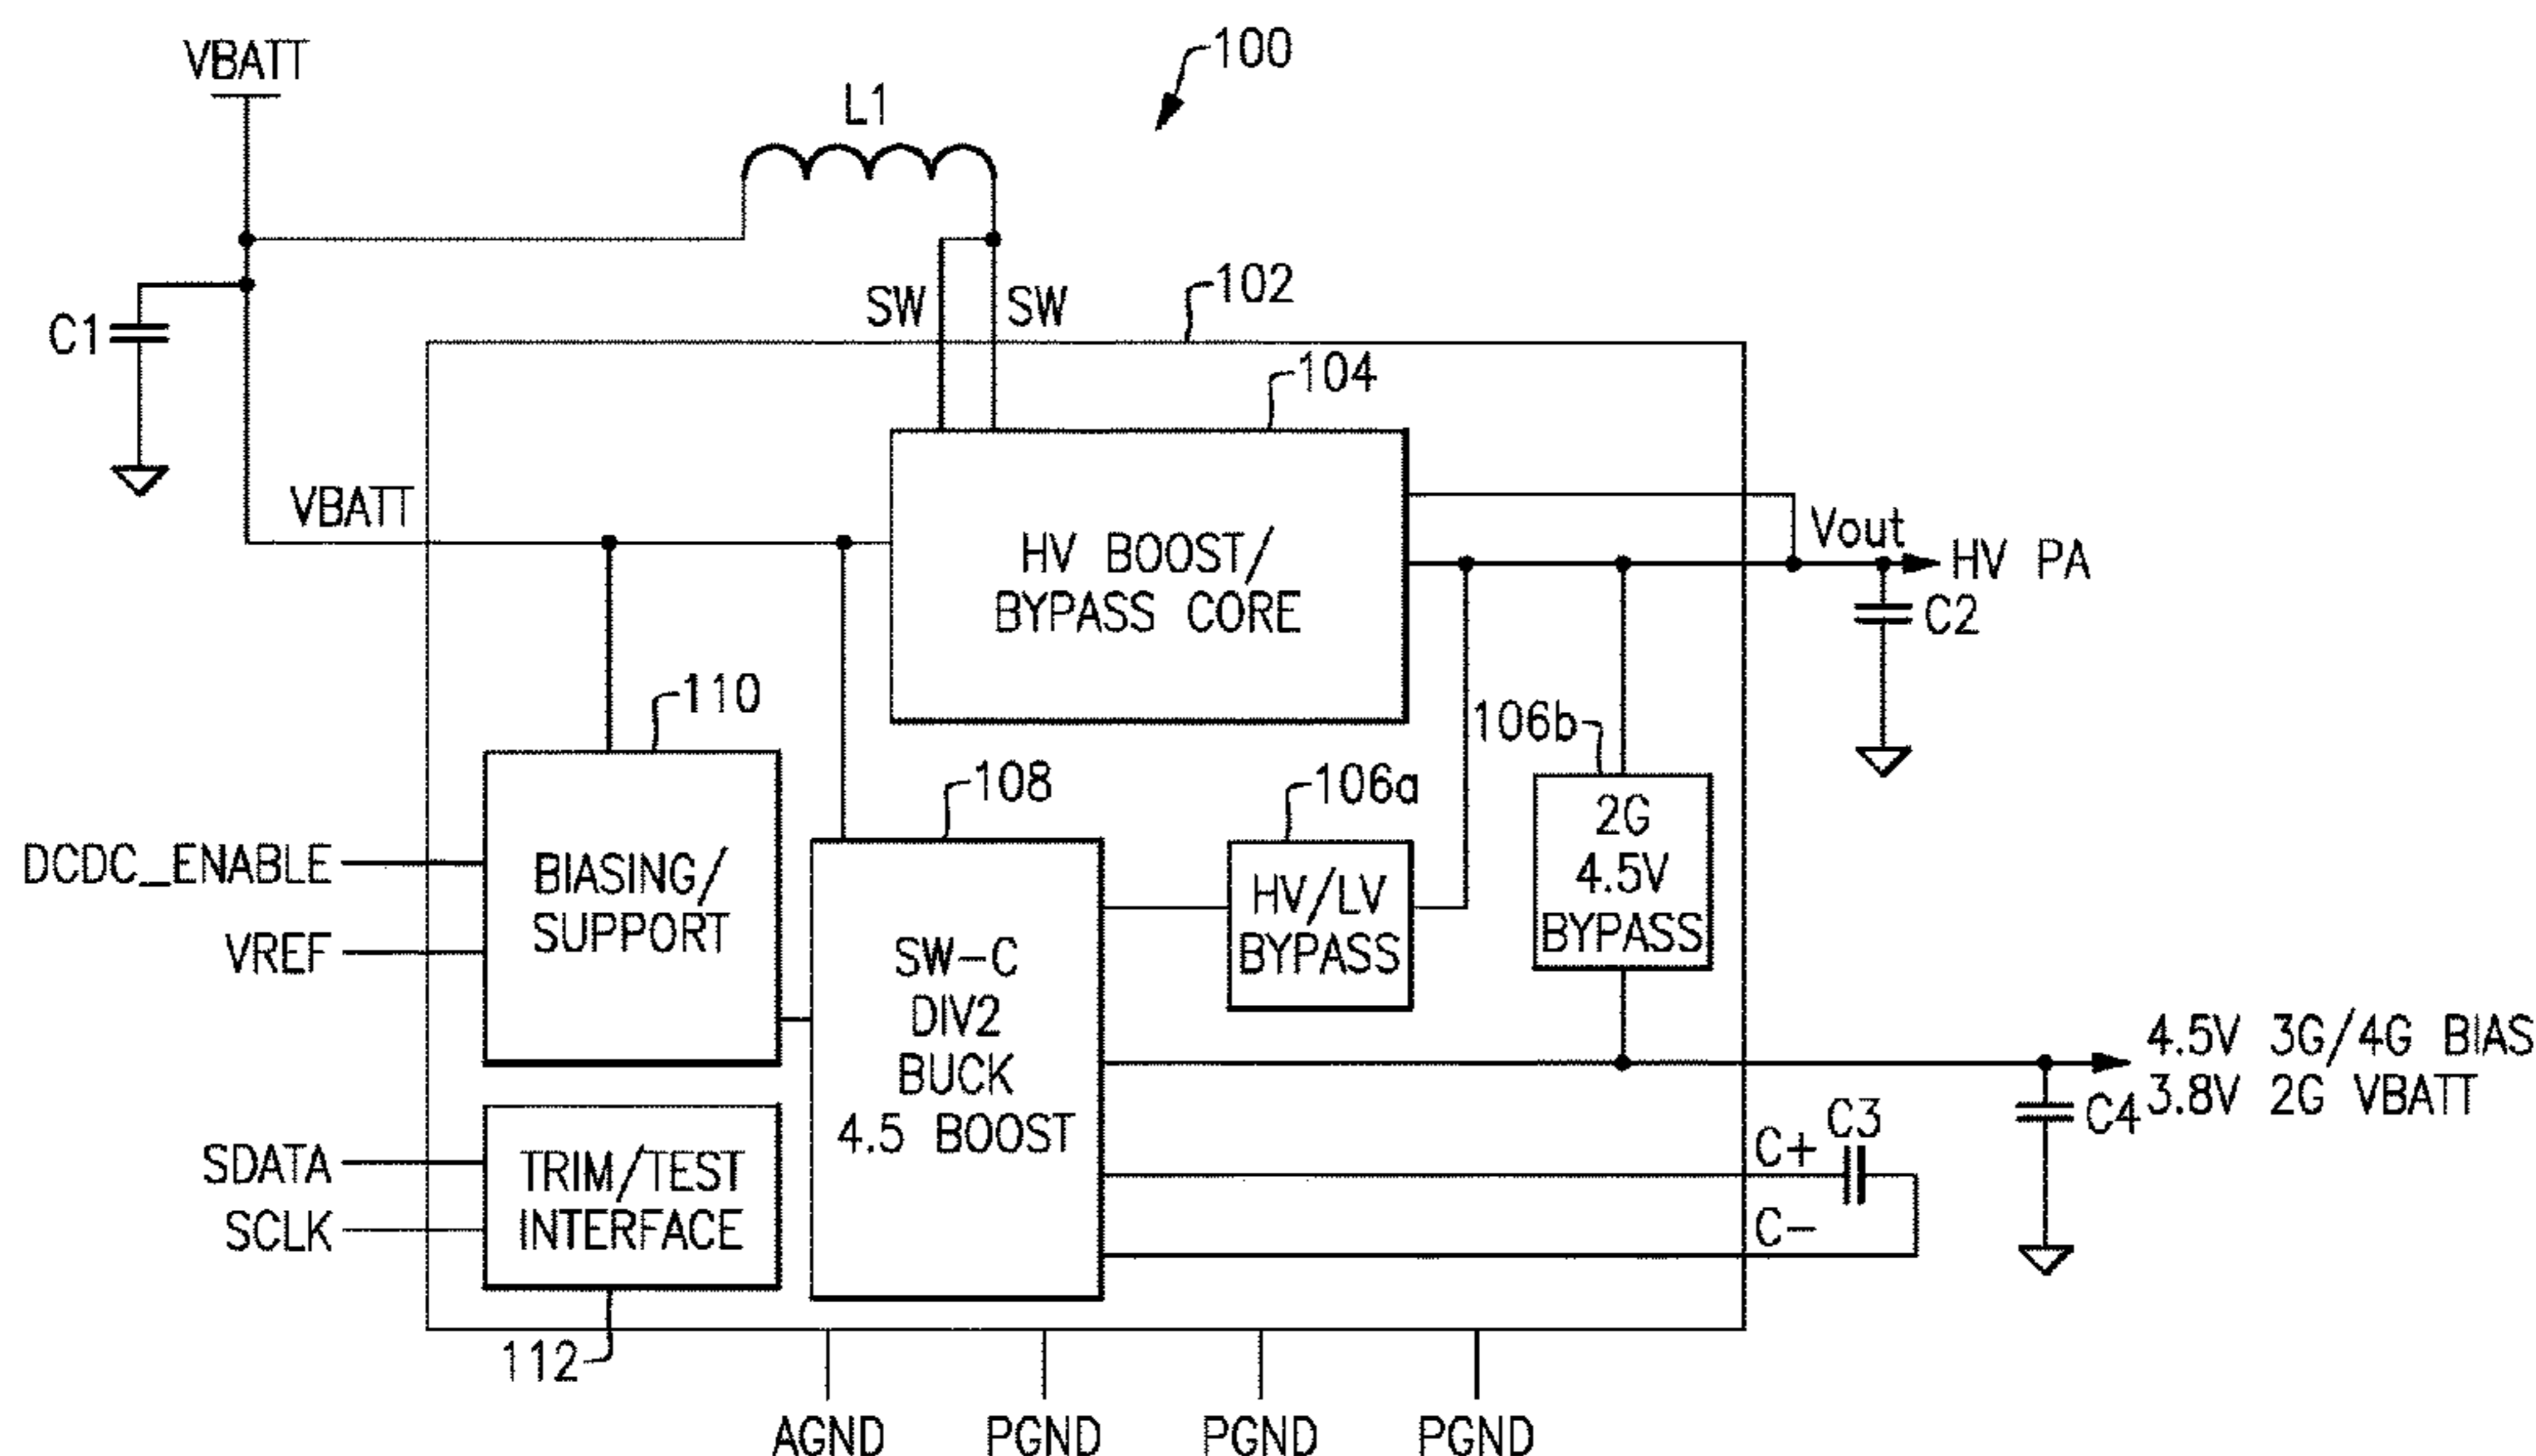 VBATT
100
L1
102
SW
SW
C1
104
VBATT
HV BOOST/
BYPASS CORE
Vout
HV PA
C2
110
106b
108
106a
2G
4.5V
BYPASS
DCDC_ENABLE
BIASING/
SUPPORT
HV/LV
BYPASS
VREF
SW-C
DIV2
BUCK
4.5 BOOST
4.5V 3G/4G BIAS
3.8V 2G VBATT
C4
C3
C+
SDATA
TRIM/TEST
INTERFACE
SCLK
C-
112
AGND
PGND
PGND
PGND